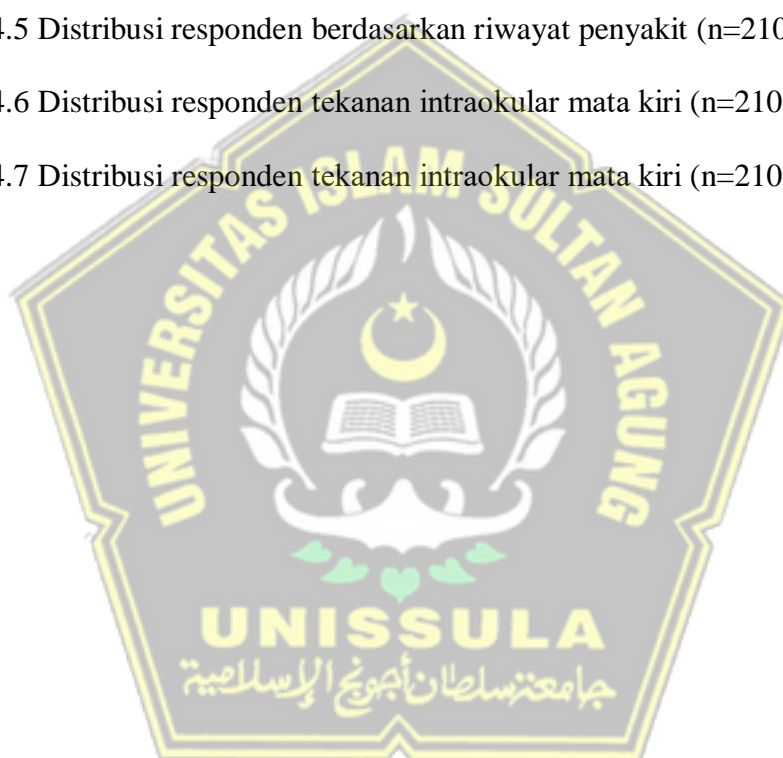 4.5 Distribusi responden berdasarkan riwayat penyakit (n=210
4.6 Distribusi responden tekanan intraokular mata kiri (n=210
4.7 Distribusi responden tekanan intraokular mata kiri (n=210
UNIVERSITAS ISLAM SULTAN AGUNG
UNISSULA
جامعة سلطان أجونج الإسلامية